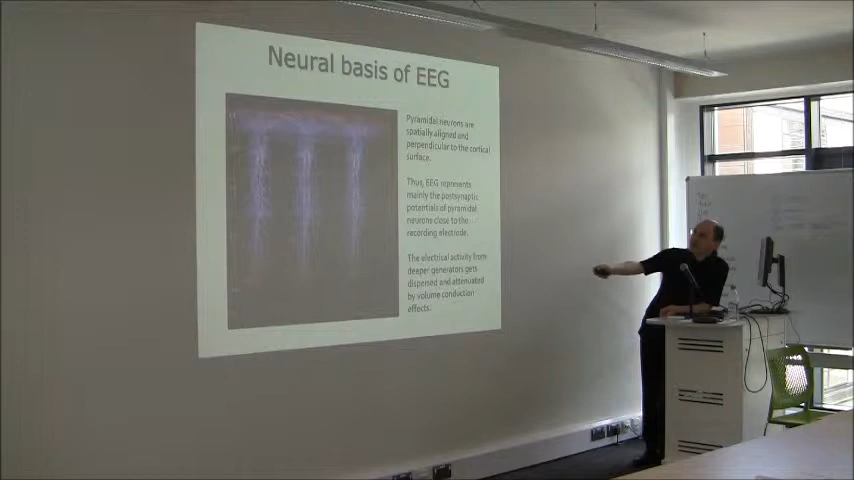 Neural basis of EEG
Pyramidal neurons are
spatially aligned and
perpendicular to the cortical
surface.
Thus, EEG represents
mainly the postsynaptic
potentials of pyramidal
neurons close to the
recording electrode.
The electrical activity from
deeper generators gets
dispersed and attenuated
by volume conduction
effects.